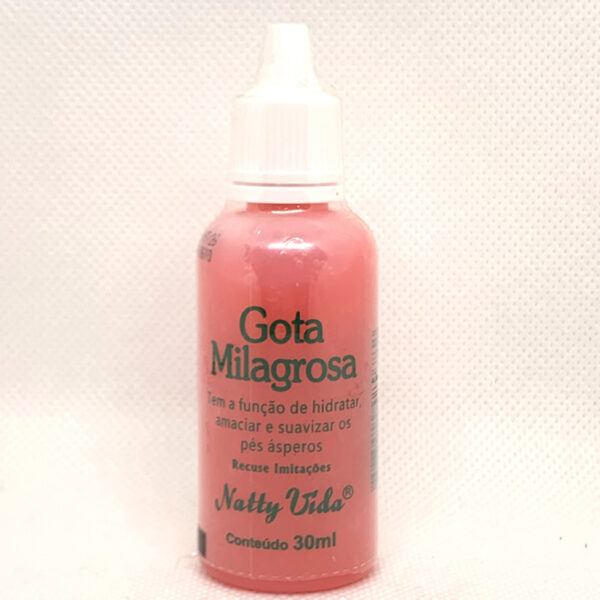 Gota
Milagrosa
Tem a função de hidratar,
amaciar e suavizar os
pés ásperos
Recuse Imitações
Natty Vida®
Conteúdo 30ml